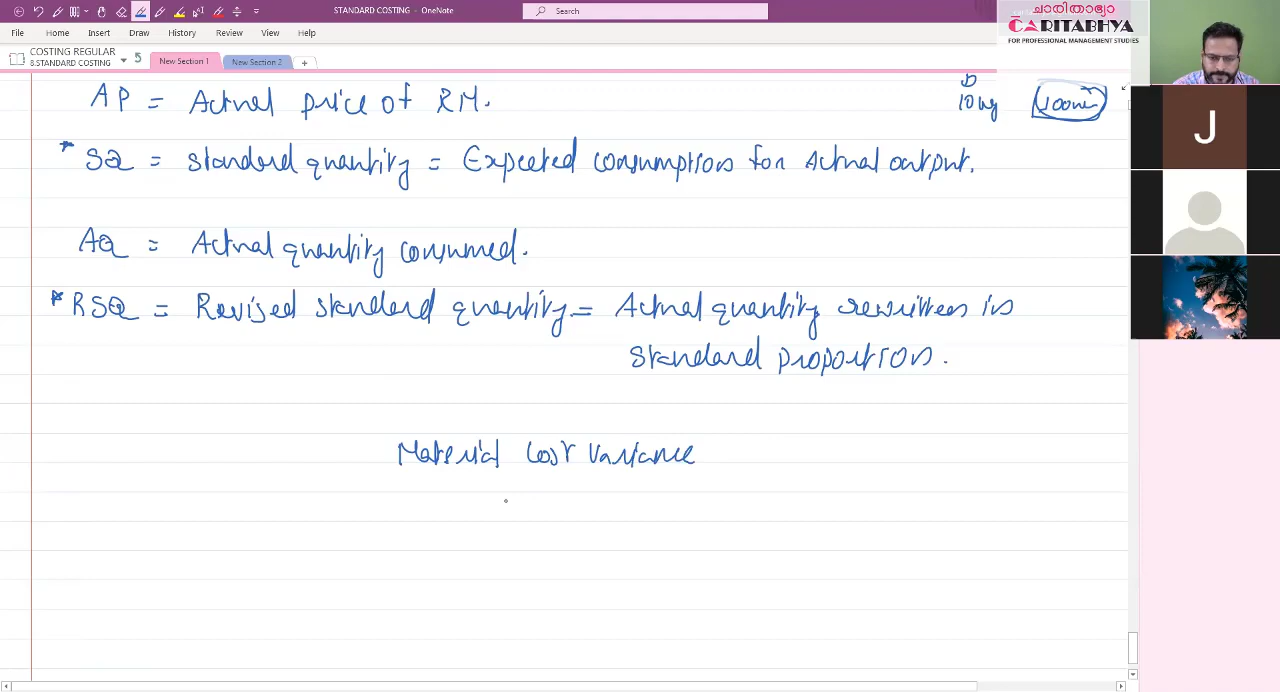 STANDARD COSTING - OneNote
Search
ചാരിതാഭ്യാ
CARITABHYA
FOR PROFESSIONAL MANAGEMENT STUDIES
File Home Insert Draw History Review View Help
COSTING REGULAR
8.STANDARD COSTING
5
New Section 1
New Section 2
+
AP = Actual price of RM.
10 kg
* SQ = Standard quantity = Expected consumption for Actual output.
AQ = Actual quantity consumed.
* RSQ = Revised standard quantity = Actual quantity rewritten in
standard proportion.
Material Cost Variance
J